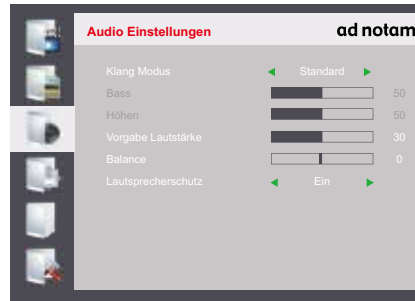 Audio Einstellungen
ad notam
Klang Modus Standard
Bass 50
Höhen 50
Vorgabe Lautstärke 30
Balance 0
Lautsprecherschutz Ein